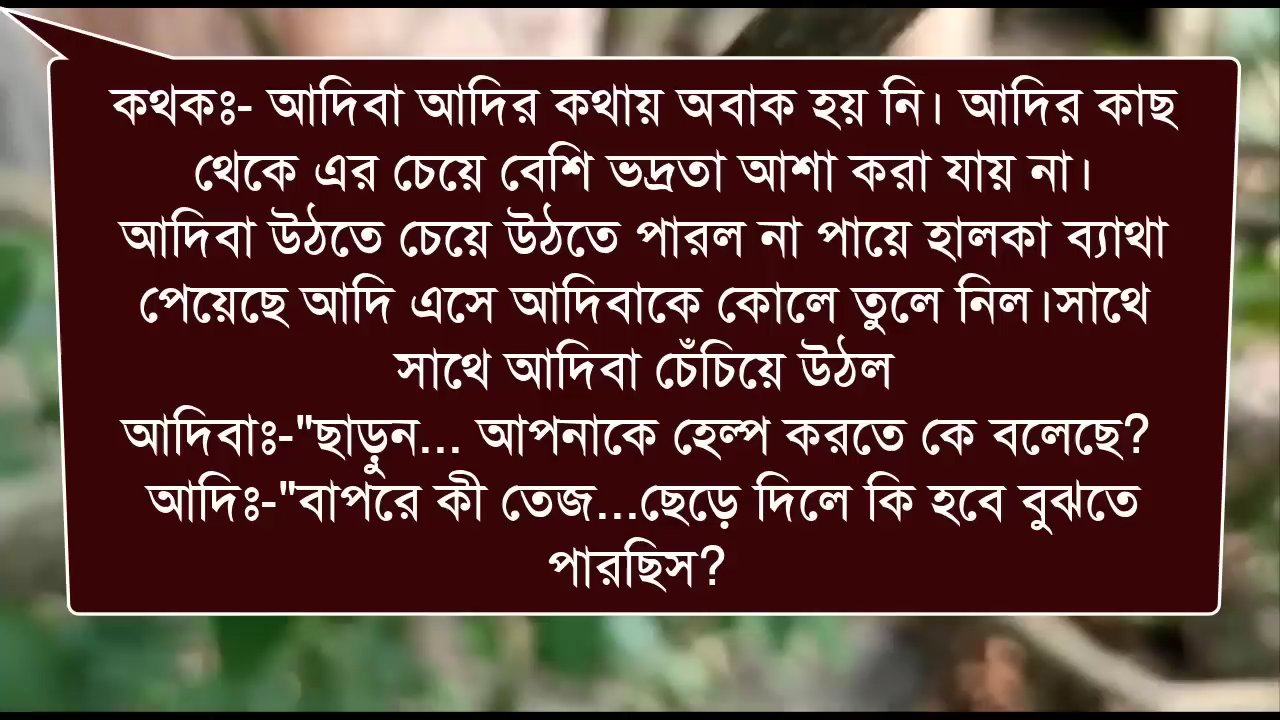 কথকঃ- আদিবা আদির কথায় অবাক হয় নি। আদির কাছ
থেকে এর চেয়ে বেশি ভদ্রতা আশা করা যায় না।
আদিবা উঠতে চেয়ে উঠতে পারল না পায়ে হালকা ব্যাথা
পেয়েছে আদি এসে আদিবাকে কোলে তুলে নিল।সাথে
সাথে আদিবা চেঁচিয়ে উঠল
আদিবাঃ-"ছাড়ুন... আপনাকে হেল্প করতে কে বলেছে?
আদিঃ-"বাপরে কী তেজ...ছেড়ে দিলে কি হবে বুঝতে
পারছিস?